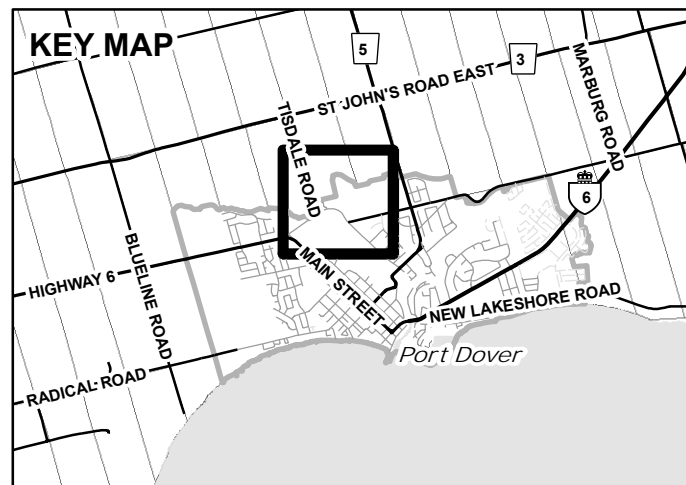 KEY MAP
5
3
ST JOHN'S ROAD EAST
MARBURG ROAD
TISDALE ROAD
6
BLUELINE ROAD
HIGHWAY 6
MAIN STREET
NEW LAKESHORE ROAD
Port Dover
RADICAL ROAD